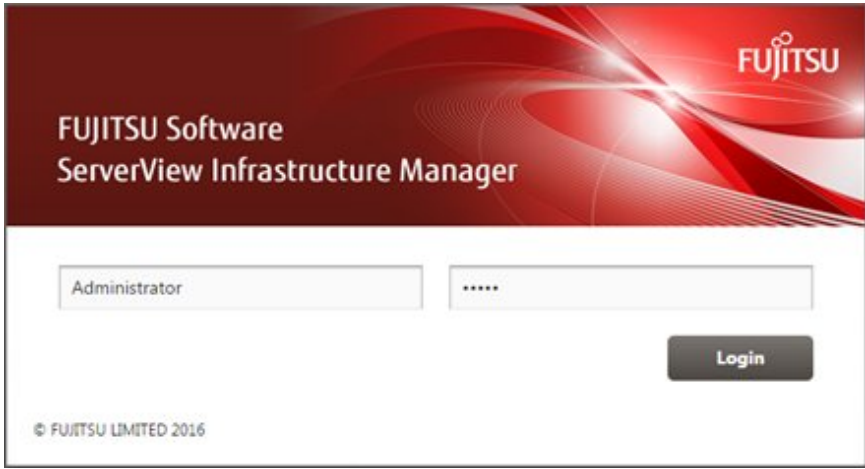 FUJITSU
FUJITSU Software
ServerView Infrastructure Manager
Administrator
•••••
Login
© FUJITSU LIMITED 2016